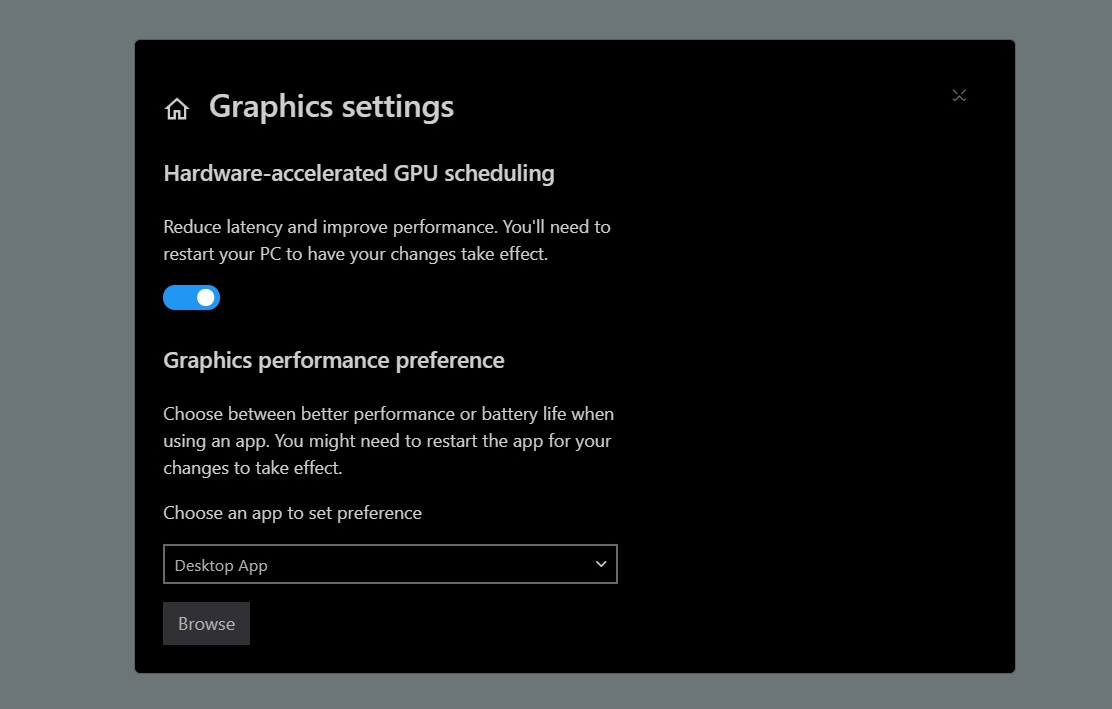 Graphics settings
Hardware-accelerated GPU scheduling
Reduce latency and improve performance. You'll need to
restart your PC to have your changes take effect.
Graphics performance preference
Choose between better performance or battery life when
using an app. You might need to restart the app for your
changes to take effect.
Choose an app to set preference
Desktop App
Browse